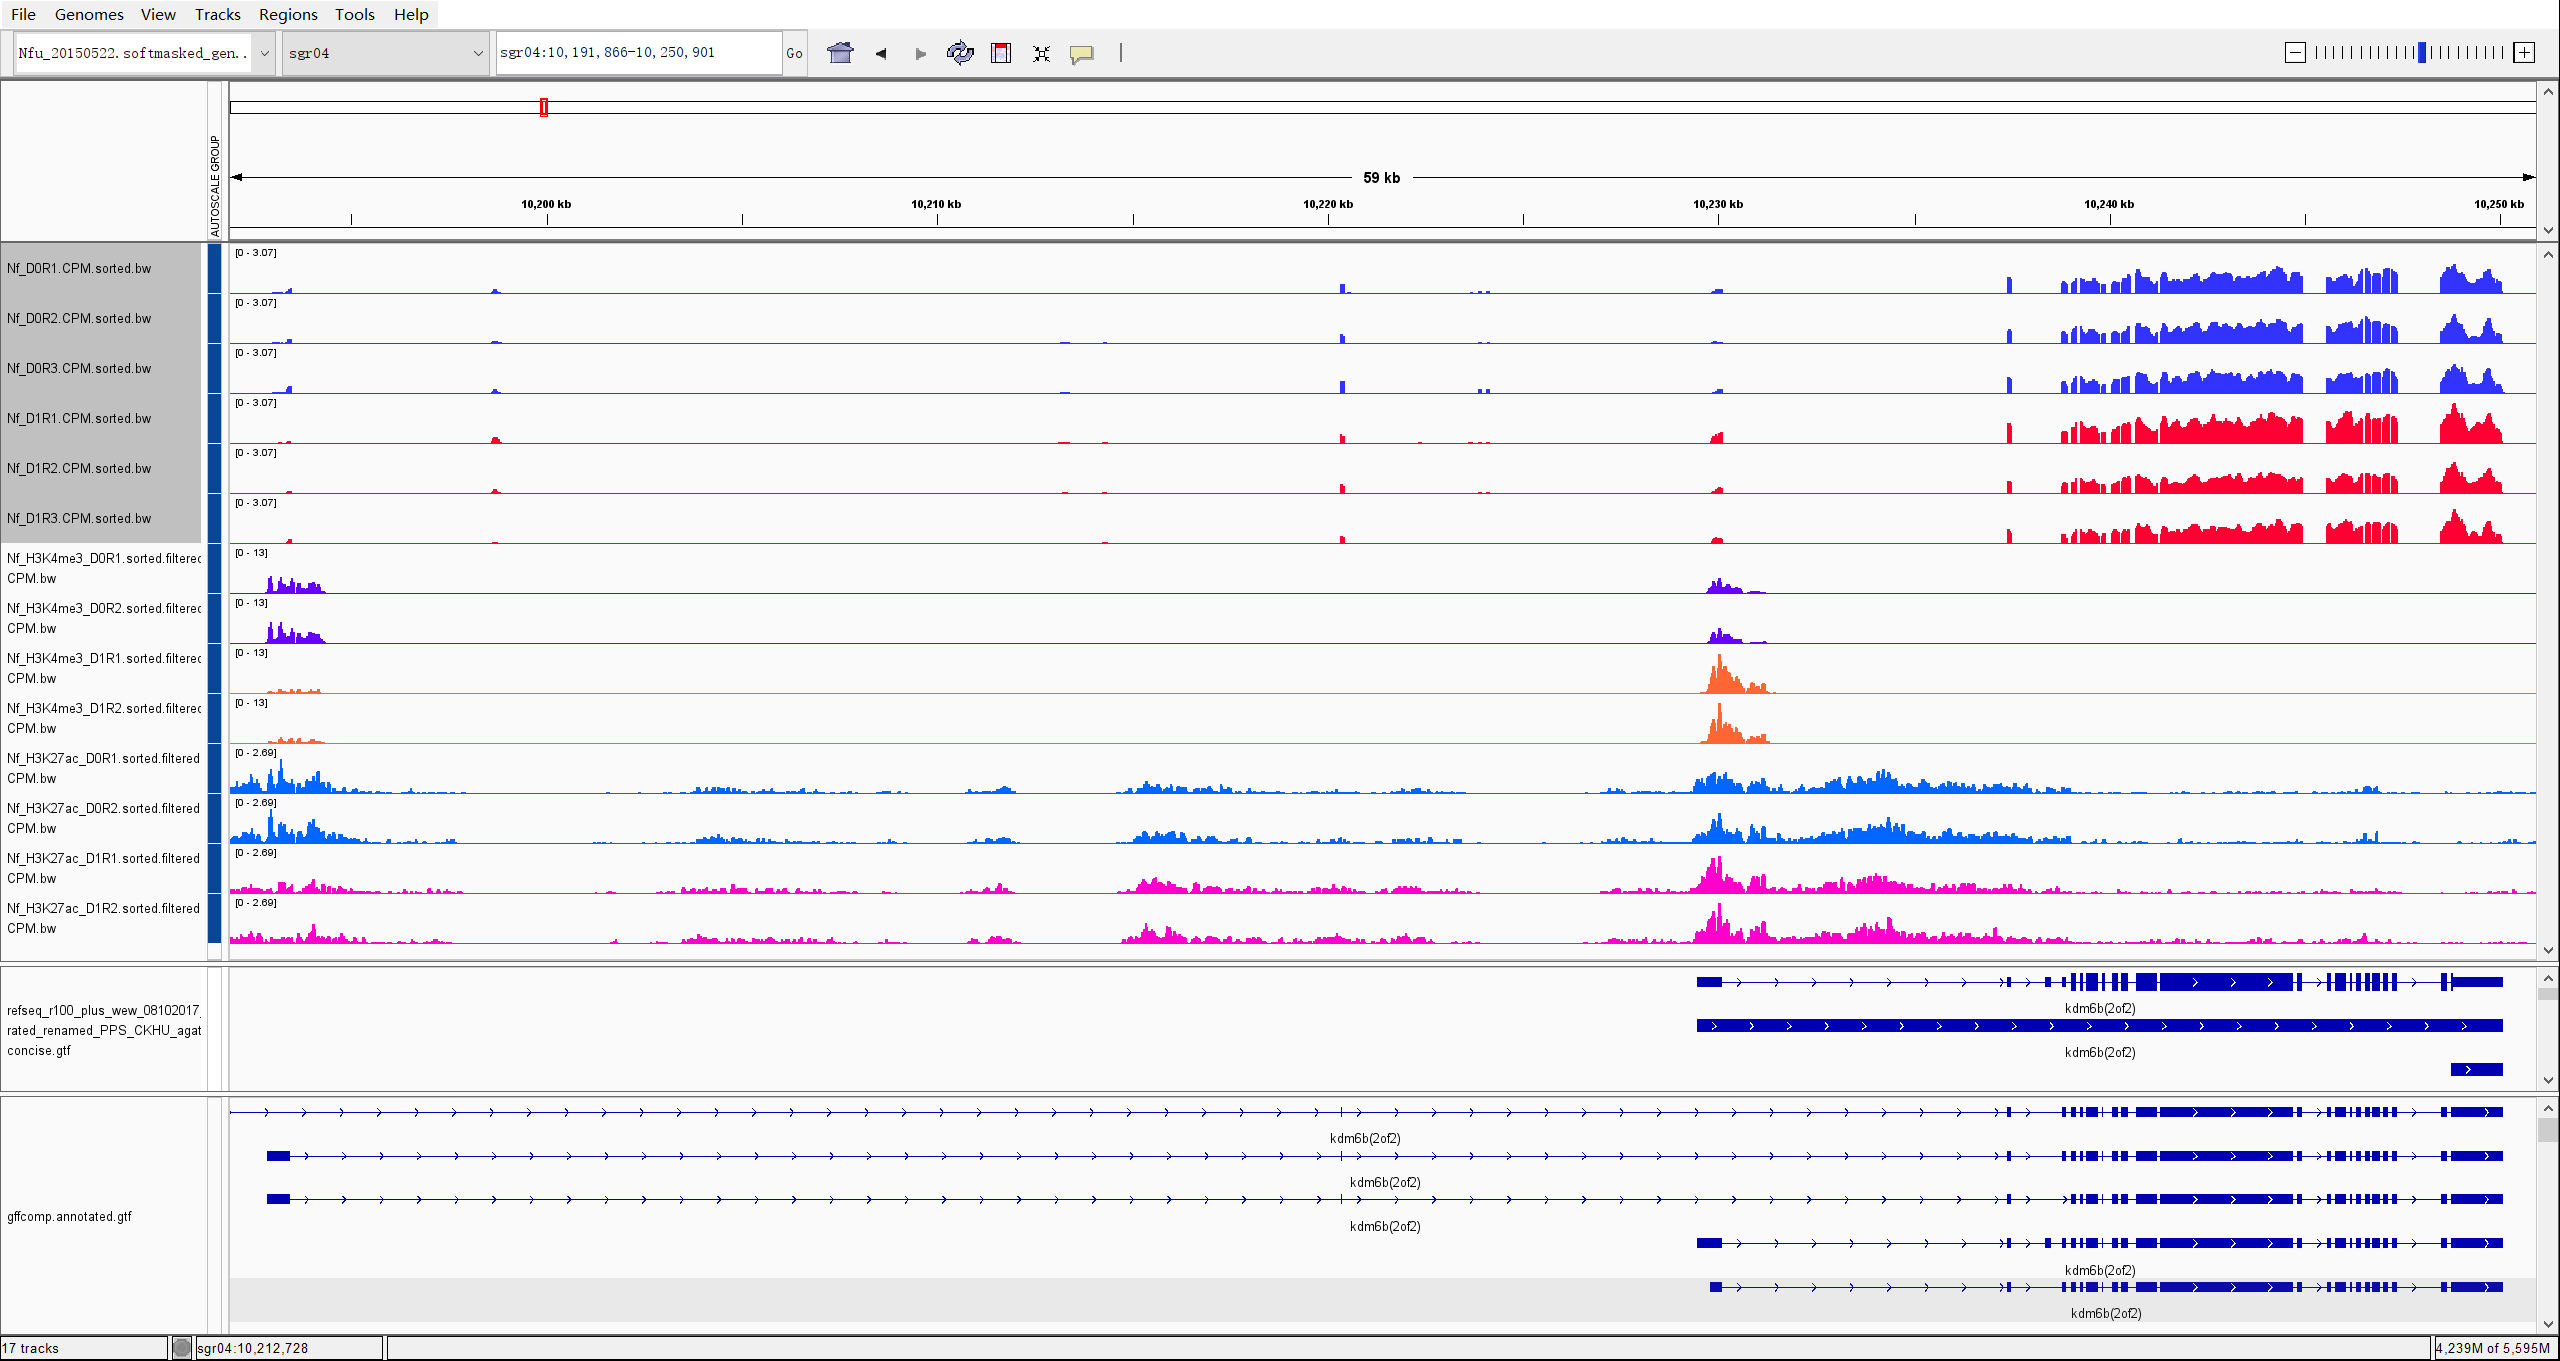 File Genomes View Tracks Regions Tools Help
Nfu_20150522.softmasked_gen.. sgr04 sgr04:10,191,866-10,250,901 Go
AUTOSCALE GROUP
59 kb
10,200 kb 10,210 kb 10,220 kb 10,230 kb 10,240 kb 10,250 kb
Nf_D0R1.CPM.sorted.bw [0 - 3.07]
Nf_D0R2.CPM.sorted.bw [0 - 3.07]
Nf_D0R3.CPM.sorted.bw [0 - 3.07]
Nf_D1R1.CPM.sorted.bw [0 - 3.07]
Nf_D1R2.CPM.sorted.bw [0 - 3.07]
Nf_D1R3.CPM.sorted.bw [0 - 3.07]
Nf_H3K4me3_D0R1.sorted.filtered [0 - 13]
CPM.bw
Nf_H3K4me3_D0R2.sorted.filtered [0 - 13]
CPM.bw
Nf_H3K4me3_D1R1.sorted.filtered [0 - 13]
CPM.bw
Nf_H3K4me3_D1R2.sorted.filtered [0 - 13]
CPM.bw
Nf_H3K27ac_D0R1.sorted.filtered [0 - 2.69]
CPM.bw
Nf_H3K27ac_D0R2.sorted.filtered [0 - 2.69]
CPM.bw
Nf_H3K27ac_D1R1.sorted.filtered [0 - 2.69]
CPM.bw
Nf_H3K27ac_D1R2.sorted.filtered [0 - 2.69]
CPM.bw
refseq_r100_plus_wew_08102017_
rated_renamed_PPS_CKHU_agat
concise.gtf
kdm6b(2of2)
kdm6b(2of2)
gffcomp.annotated.gtf
kdm6b(2of2)
kdm6b(2of2)
kdm6b(2of2)
kdm6b(2of2)
kdm6b(2of2)
17 tracks sgr04:10,212,728 4,239M of 5,595M